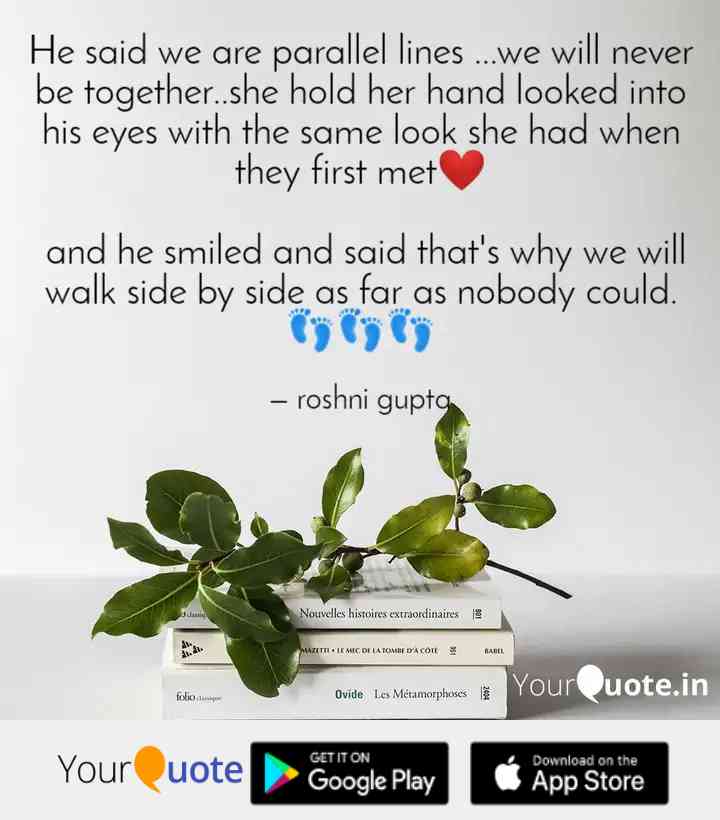 He said we are parallel lines ...we will never
be together..she hold her hand looked into
his eyes with the same look she had when
they first met❤️
and he smiled and said that's why we will
walk side by side as far as nobody could.
👣👣👣
– roshni gupta
Nouvelles histoires extraordinaires 801
MAZETTI • LE MEC DE LA TOMBE D'À CÔTÉ 951 BABEL
folio classique Ovide Les Métamorphoses 2404
YourQuote.in
YourQuote
GET IT ON
Google Play
Download on the
App Store